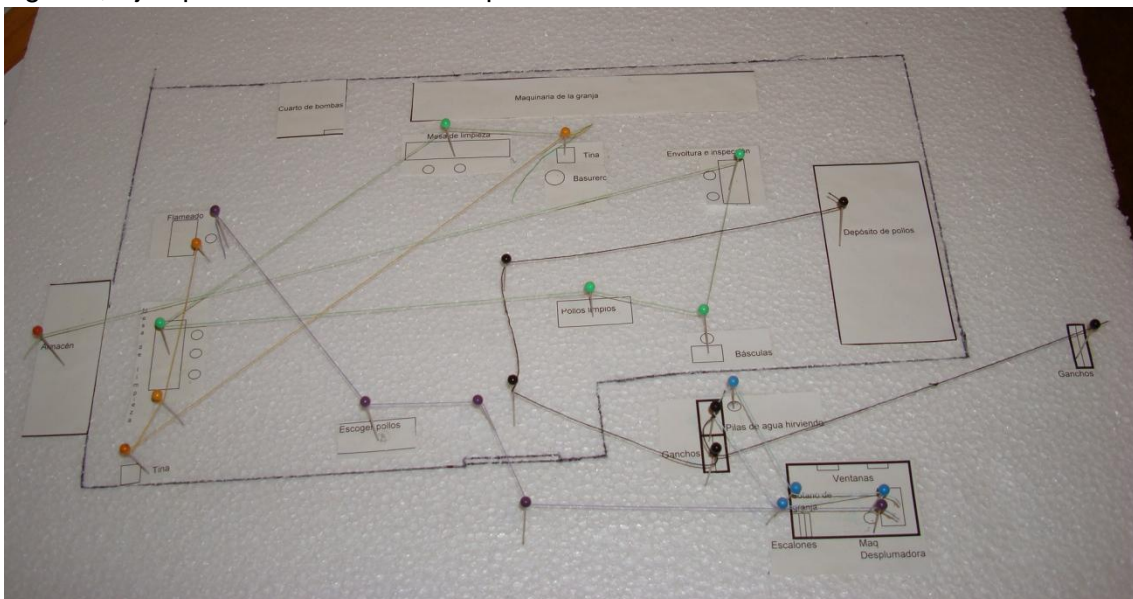 Cuarto de bombas
Maquinaria de la granja
Mesa de limpieza
Tina
Basurero
Envoltura e inspección
Flameado
Depósito de pollos
Almacén
Pollos limpios
Básculas
Ganchos
Escoger pollos
Pilas de agua hirviendo
Ganchos
Tina
Ventanas
Escalones
Maq
Desplumadora